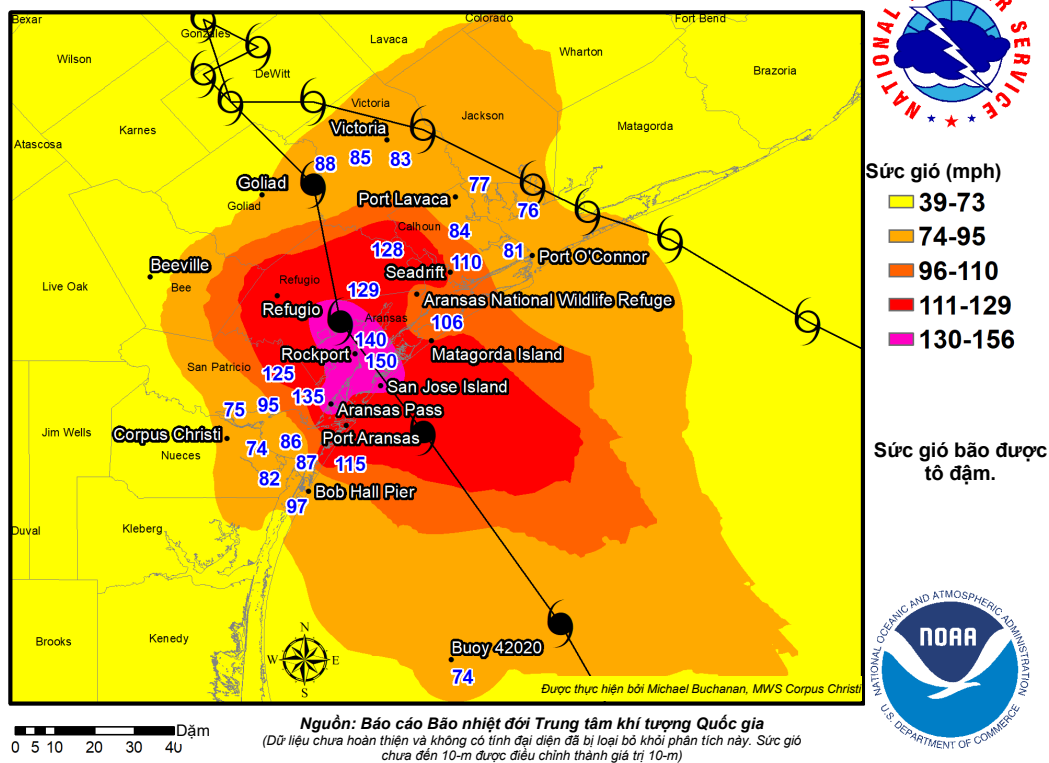 Bexar
Gonzales
Colorado
Fort Bend
Lavaca
Wilson
Wharton
DeWitt
Brazoria
Victoria
Jackson
Karnes
Matagorda
Victoria
Atascosa
85
83
88
77
Goliad
Port Lavaca
Goliad
76
Calhoun
84
128
81
Port O'Connor
110
Seadrift
Beeville
Bee
Refugio
Live Oak
129
Aransas National Wildlife Refuge
Refugio
Aransas
106
140
Rockport
Matagorda Island
150
San Patricio
125
San Jose Island
135
95
75
Aransas Pass
Jim Wells
Corpus Christi
Port Aransas
86
74
Nueces
87
115
82
Bob Hall Pier
97
Duval
Kleberg
Brooks
Kenedy
N
W
E
S
Buoy 42020
74
Được thực hiện bởi Michael Buchanan, MWS Corpus Christi
0 5 10 20 30 40
Dặm
Nguồn: Báo cáo Bão nhiệt đới Trung tâm khí tượng Quốc gia
(Dữ liệu chưa hoàn thiện và không có tính đại diện đã bị loại bỏ khỏi phân tích này. Sức gió
chưa đến 10-m được điều chỉnh thành giá trị 10-m)
NATIONAL
SERVICE
Sức gió (mph)
39-73
74-95
96-110
111-129
130-156
Sức gió bão được
tô đậm.
NATIONAL OCEANIC AND ATMOSPHERIC ADMINISTRATION
NOAA
U.S. DEPARTMENT OF COMMERCE